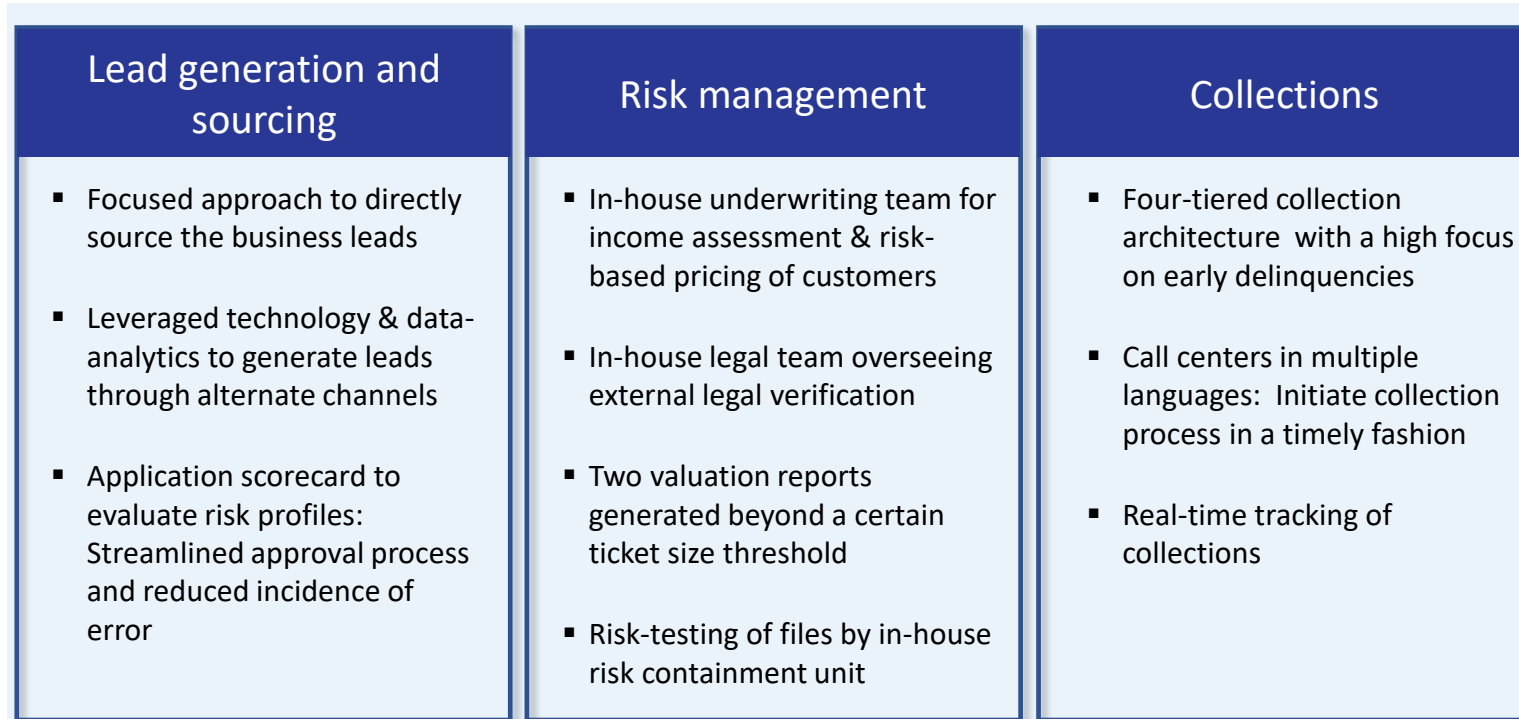 Lead generation and
sourcing
▪ Focused approach to directly
source the business leads
▪ Leveraged technology & data-
analytics to generate leads
through alternate channels
▪ Application scorecard to
evaluate risk profiles:
Streamlined approval process
and reduced incidence of
error
Risk management
▪ In-house underwriting team for
income assessment & risk-
based pricing of customers
▪ In-house legal team overseeing
external legal verification
▪ Two valuation reports
generated beyond a certain
ticket size threshold
▪ Risk-testing of files by in-house
risk containment unit
Collections
▪ Four-tiered collection
architecture with a high focus
on early delinquencies
▪ Call centers in multiple
languages: Initiate collection
process in a timely fashion
▪ Real-time tracking of
collections